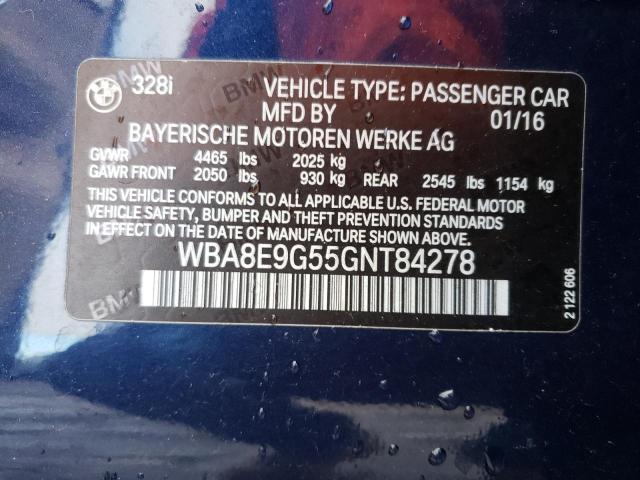 BMW
328i
VEHICLE TYPE: PASSENGER CAR
MFD BY 01/16
BAYERISCHE MOTOREN WERKE AG
GVWR 4465 lbs 2025 kg
GAWR FRONT 2050 lbs 930 kg REAR 2545 lbs 1154 kg
THIS VEHICLE CONFORMS TO ALL APPLICABLE U.S. FEDERAL MOTOR
VEHICLE SAFETY, BUMPER AND THEFT PREVENTION STANDARDS
IN EFFECT ON THE DATE OF MANUFACTURE SHOWN ABOVE.
WBA8E9G55GNT84278
2 122 606